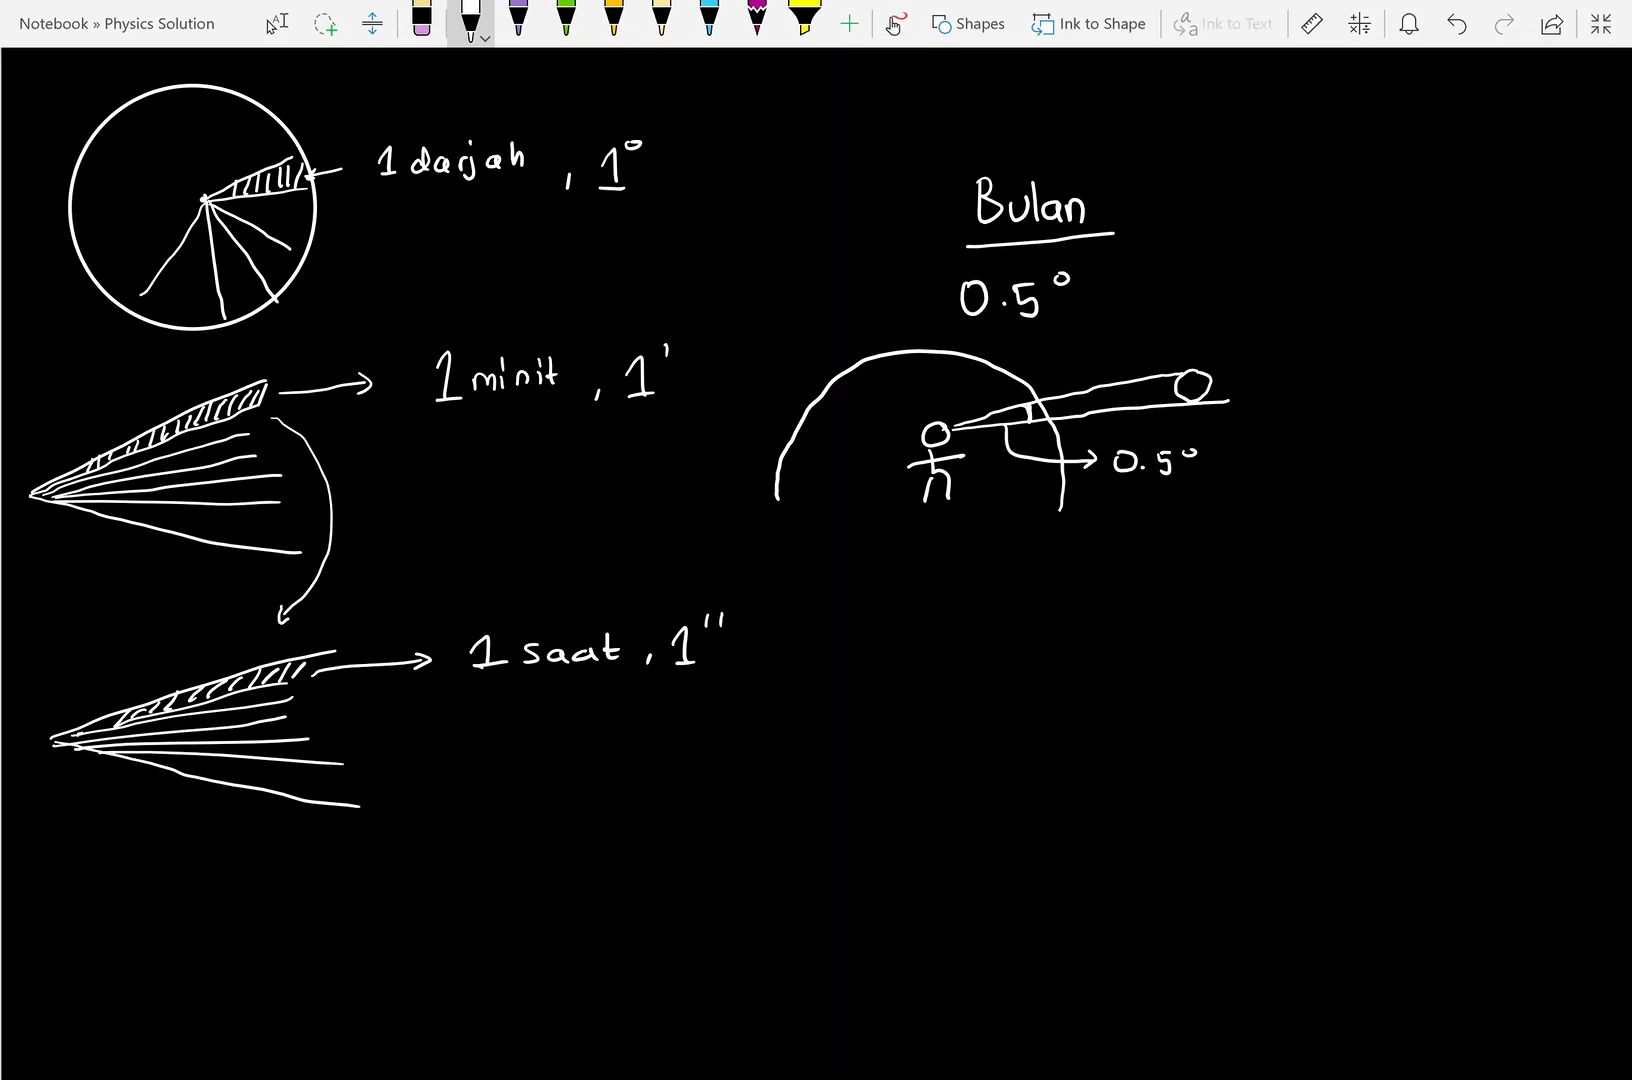 Notebook » Physics Solution
Shapes
Ink to Shape
Ink to Text
1 darjah , 1°
1 minit , 1'
1 saat , 1''
Bulan
0.5°
0.5°